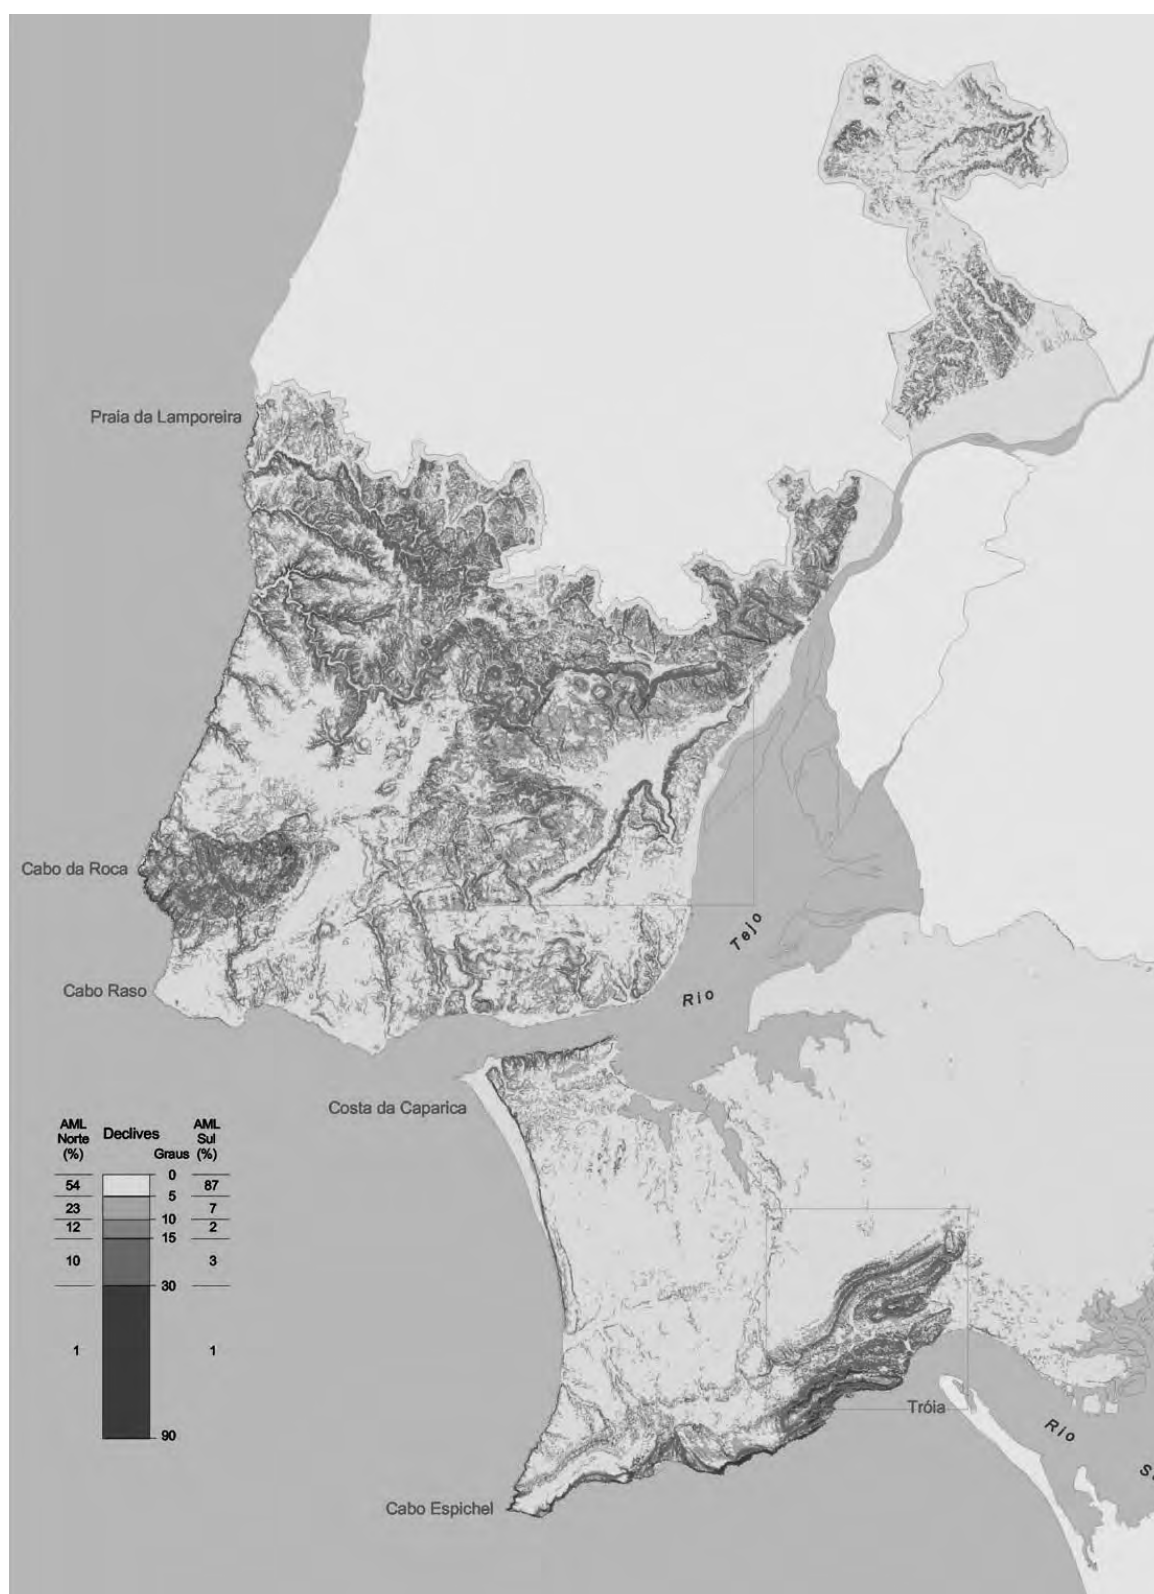 Praia da Lamporeira
Cabo da Roca
Tejo
Rio
Cabo Raso
Costa da Caparica
AML
Norte
(%)
Declives
Graus
AML
Sul
(%)
0
54
87
5
23
7
10
12
2
15
10
3
30
1
1
90
Tróia
Rio
S
Cabo Espichel